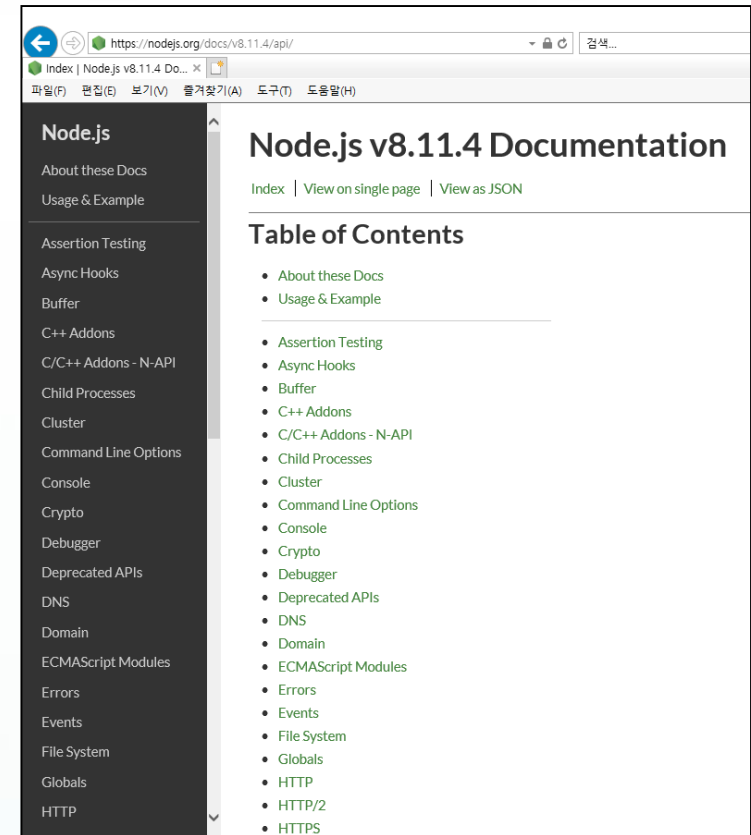 https://nodejs.org/docs/v8.11.4/api/
검색...
Index | Node.js v8.11.4 Do...
파일(F) 편집(E) 보기(V) 즐겨찾기(A) 도구(T) 도움말(H)
Node.js
About these Docs
Usage & Example
Assertion Testing
Async Hooks
Buffer
C++ Addons
C/C++ Addons - N-API
Child Processes
Cluster
Command Line Options
Console
Crypto
Debugger
Deprecated APIs
DNS
Domain
ECMAScript Modules
Errors
Events
File System
Globals
HTTP
Node.js v8.11.4 Documentation
Index | View on single page | View as JSON
Table of Contents
About these Docs
Usage & Example
Assertion Testing
Async Hooks
Buffer
C++ Addons
C/C++ Addons - N-API
Child Processes
Cluster
Command Line Options
Console
Crypto
Debugger
Deprecated APIs
DNS
Domain
ECMAScript Modules
Errors
Events
File System
Globals
HTTP
HTTP/2
HTTPS